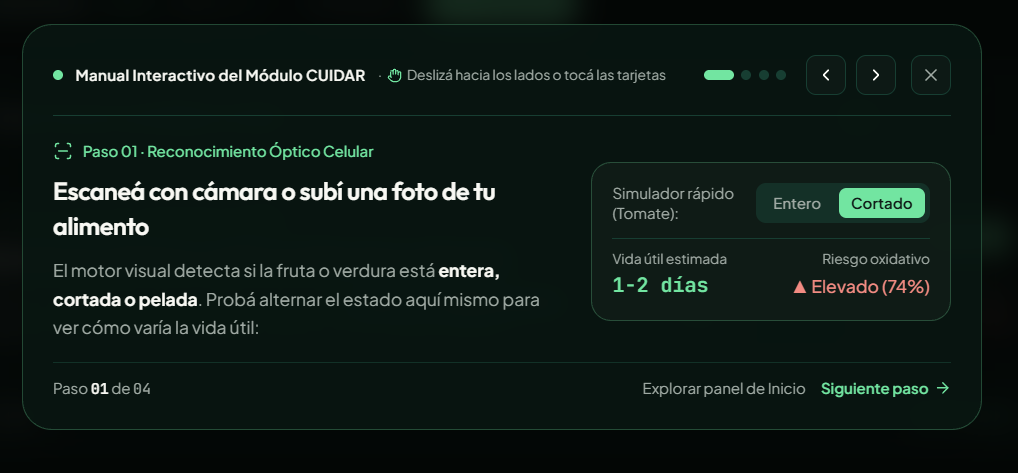 Manual Interactivo del Módulo CUIDAR · Deslizá hacia los lados o tocá las tarjetas
Paso 01 · Reconocimiento Óptico Celular
Escaneá con cámara o subí una foto de tu
alimento
El motor visual detecta si la fruta o verdura está entera,
cortada o pelada. Probá alternar el estado aquí mismo para
ver cómo varía la vida útil:
Simulador rápido
(Tomate):
Entero
Cortado
Vida útil estimada
1-2 días
Riesgo oxidativo
▲ Elevado (74%)
Paso 01 de 04
Explorar panel de Inicio
Siguiente paso →